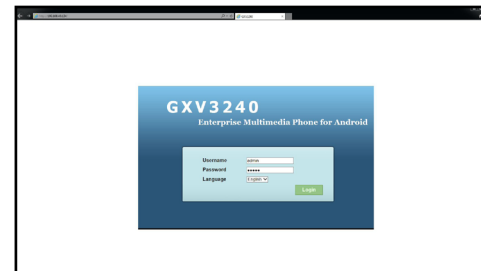 GXV3240
Enterprise Multimedia Phone for Android
Username admin
Password •••••
Language English
Login